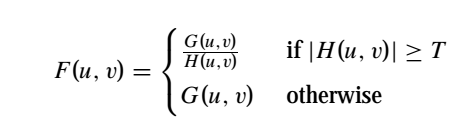 F(u, v) = { G(u,v)/H(u,v) if |H(u, v)| ≥ T
G(u, v) otherwise